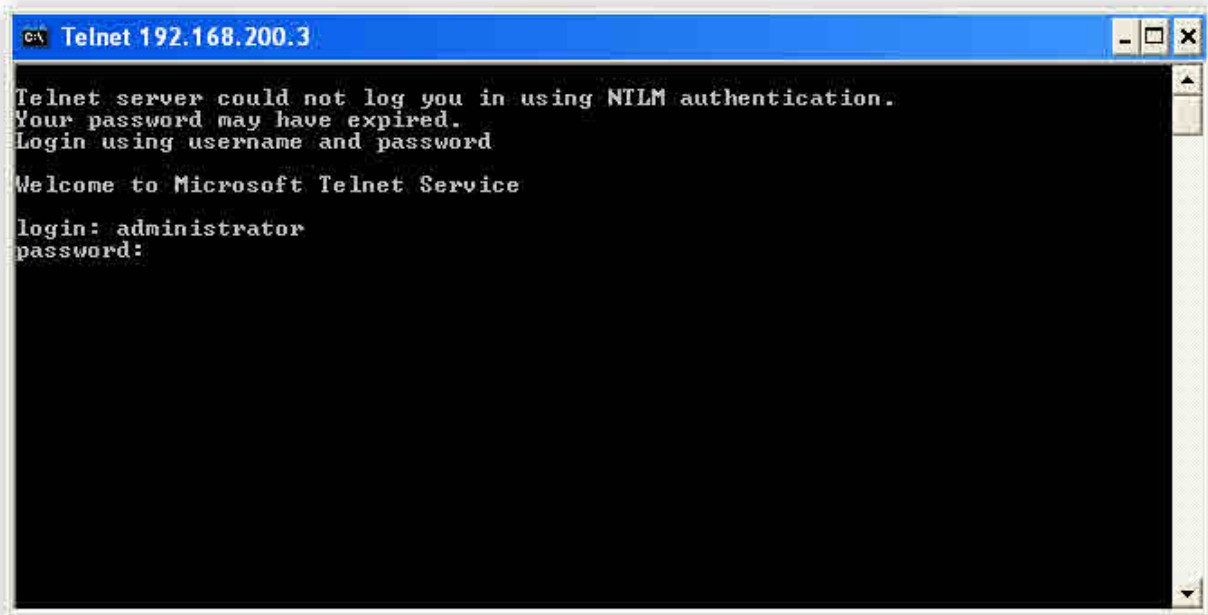 Telnet 192.168.200.3
Telnet server could not log you in using NTLM authentication.
Your password may have expired.
Login using username and password
Welcome to Microsoft Telnet Service
login: administrator
password: